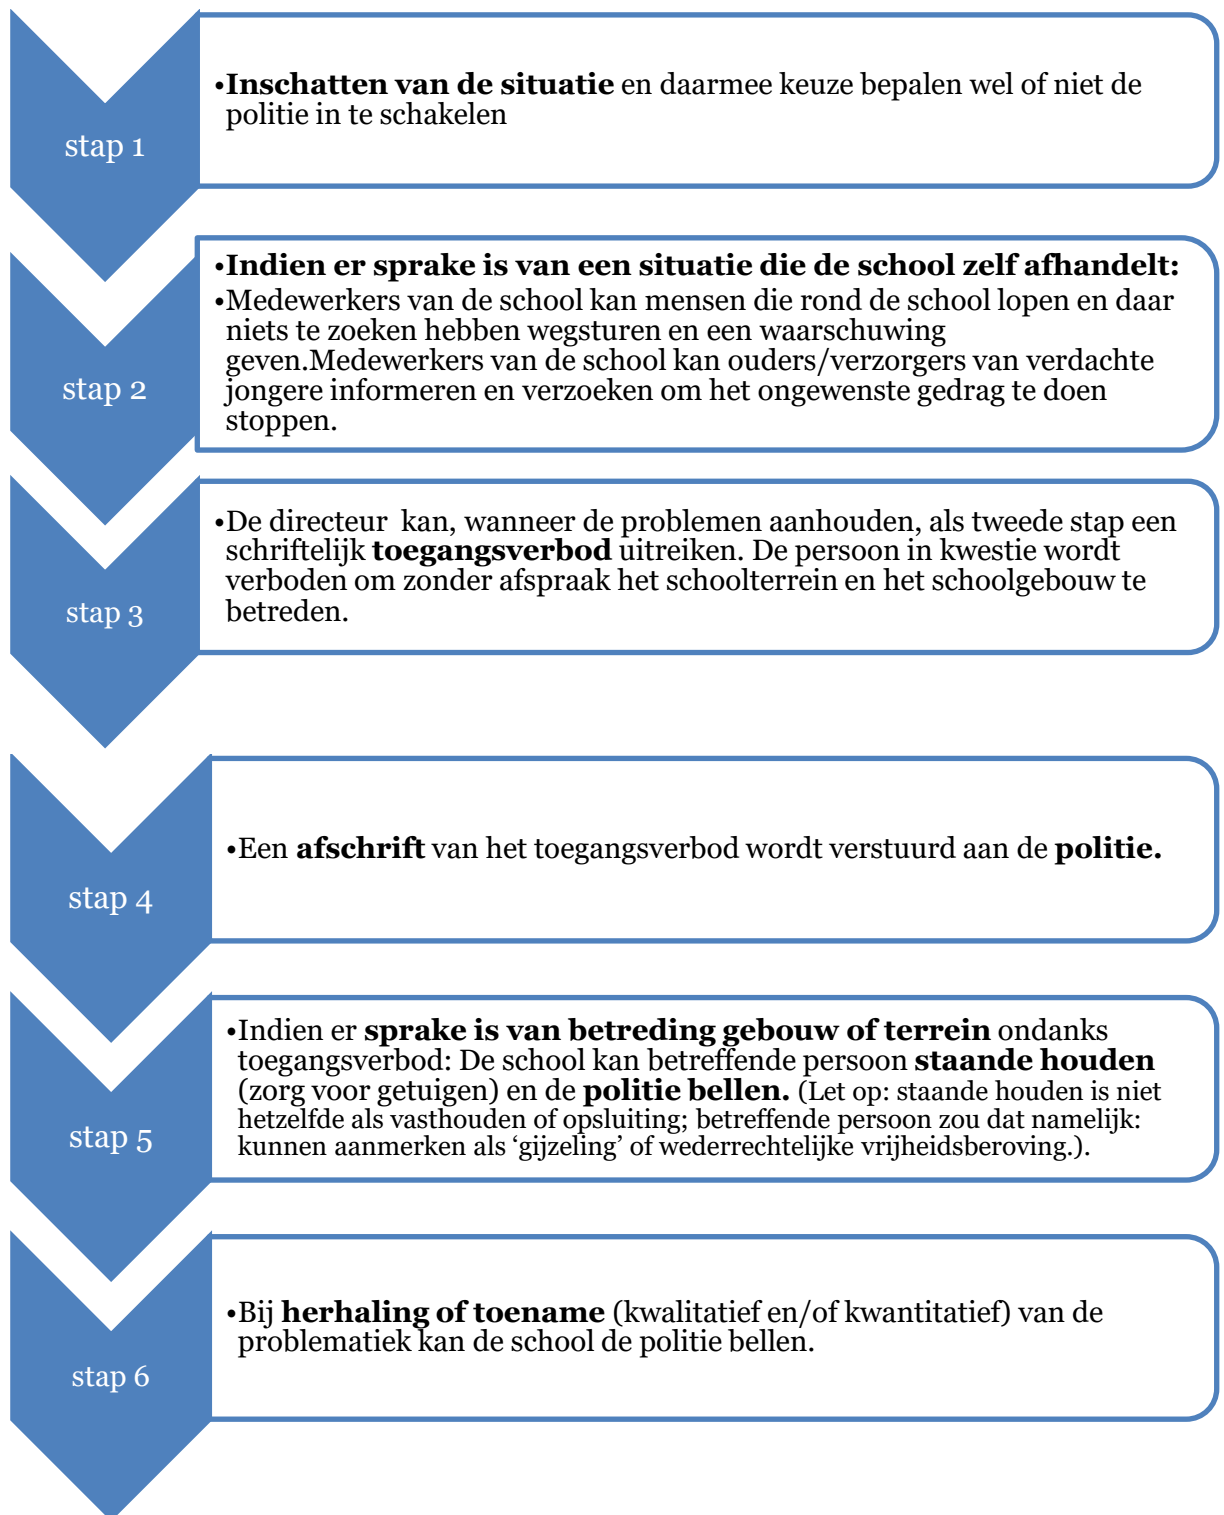 stap 1
•Inschatten van de situatie en daarmee keuze bepalen wel of niet de
politie in te schakelen
stap 2
•Indien er sprake is van een situatie die de school zelf afhandelt:
•Medewerkers van de school kan mensen die rond de school lopen en daar
niets te zoeken hebben wegsturen en een waarschuwing
geven.Medewerkers van de school kan ouders/verzorgers van verdachte
jongere informeren en verzoeken om het ongewenste gedrag te doen
stoppen.
stap 3
•De directeur  kan, wanneer de problemen aanhouden, als tweede stap een
schriftelijk toegangsverbod uitreiken. De persoon in kwestie wordt
verboden om zonder afspraak het schoolterrein en het schoolgebouw te
betreden.
stap 4
•Een afschrift van het toegangsverbod wordt verstuurd aan de politie.
stap 5
•Indien er sprake is van betreding gebouw of terrein ondanks
toegangsverbod: De school kan betreffende persoon staande houden
(zorg voor getuigen) en de politie bellen. (Let op: staande houden is niet
hetzelfde als vasthouden of opsluiting; betreffende persoon zou dat namelijk:
kunnen aanmerken als ‘gijzeling’ of wederrechtelijke vrijheidsberoving.).
stap 6
•Bij herhaling of toename (kwalitatief en/of kwantitatief) van de
problematiek kan de school de politie bellen.